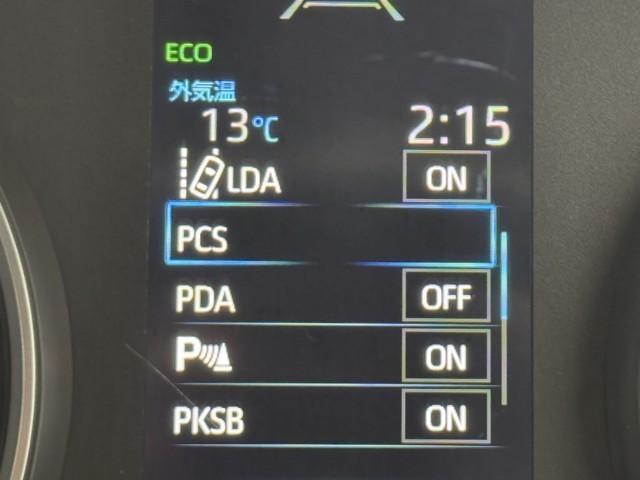 ECO
外気温
13℃ 2:15
LDA ON
PCS
PDA OFF
P ON
PKSB ON